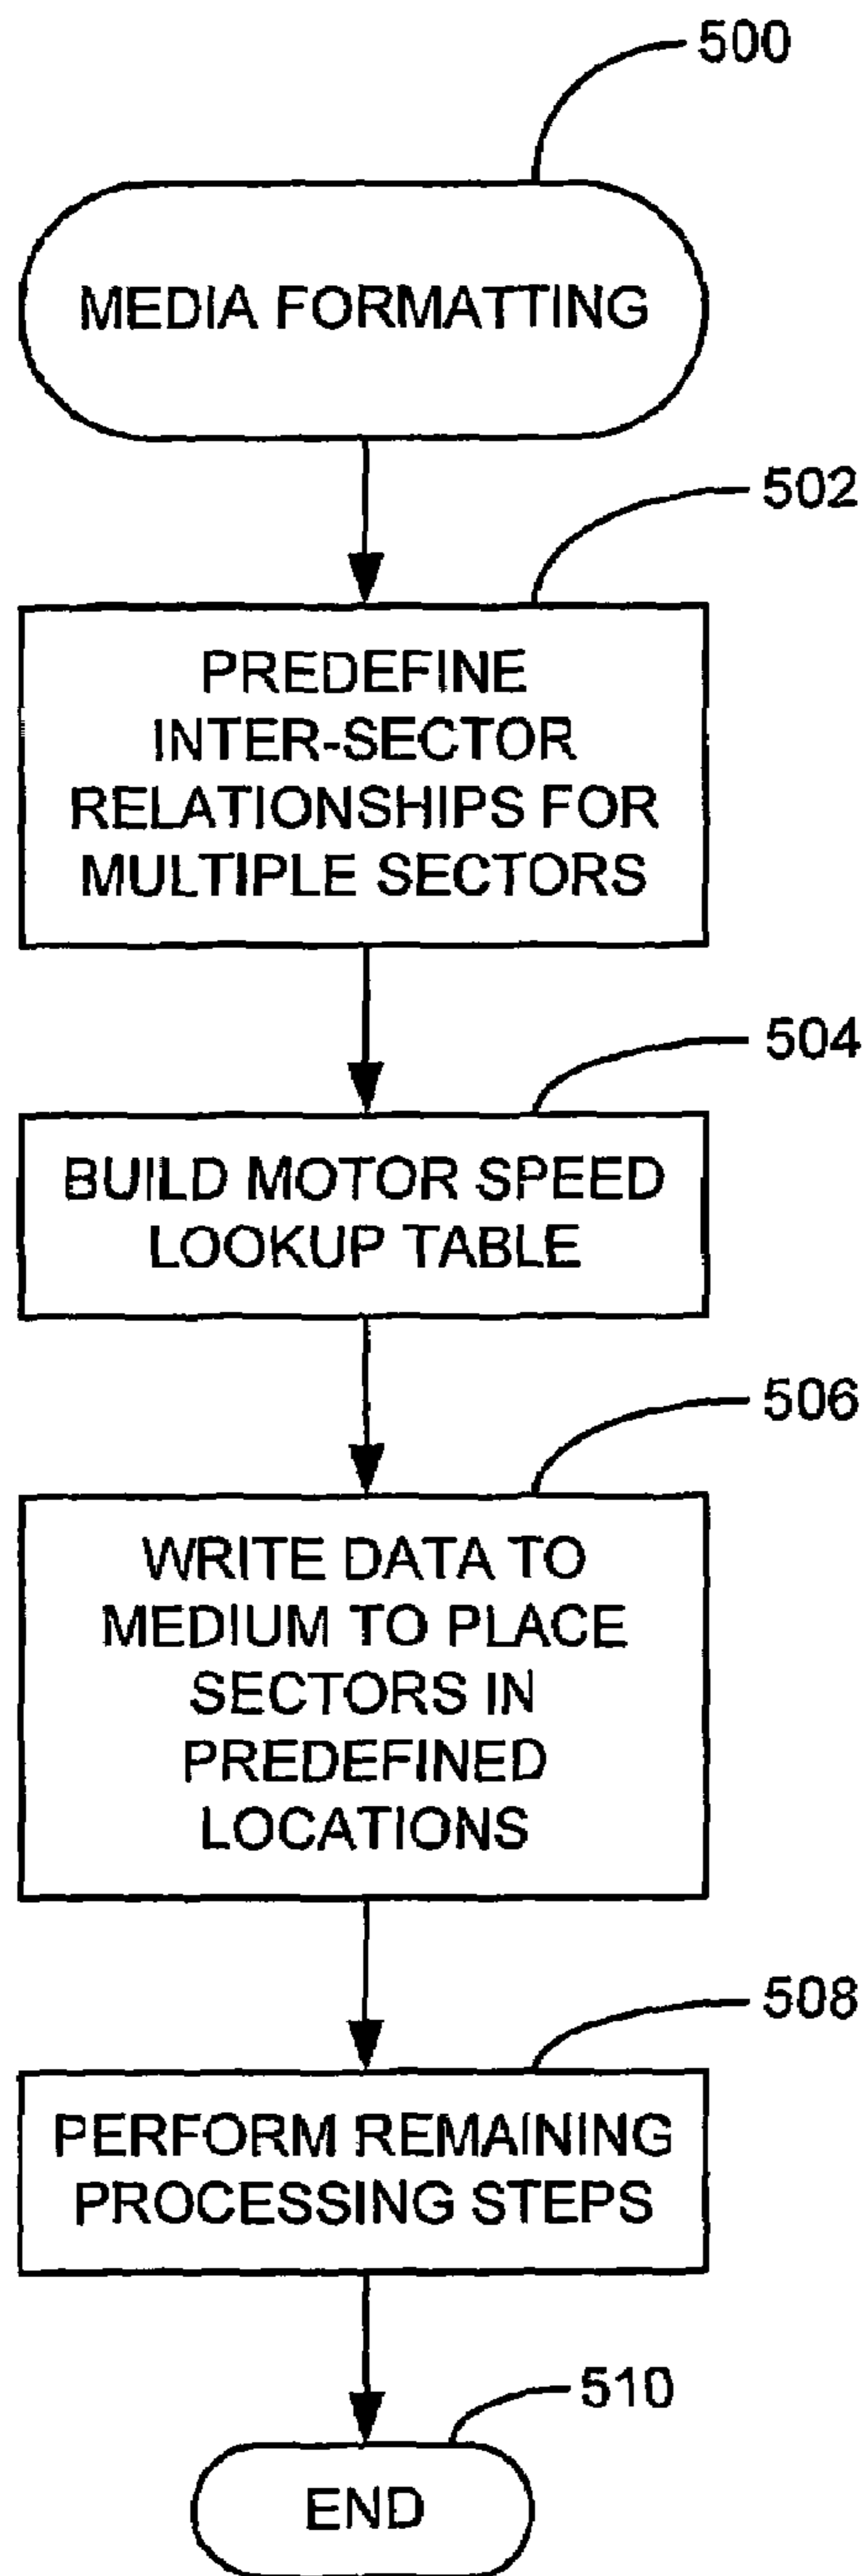 500
MEDIA FORMATTING
502
PREDEFINE
INTER-SECTOR
RELATIONSHIPS FOR
MULTIPLE SECTORS
504
BUILD MOTOR SPEED
LOOKUP TABLE
506
WRITE DATA TO
MEDIUM TO PLACE
SECTORS IN
PREDEFINED
LOCATIONS
508
PERFORM REMAINING
PROCESSING STEPS
510
END